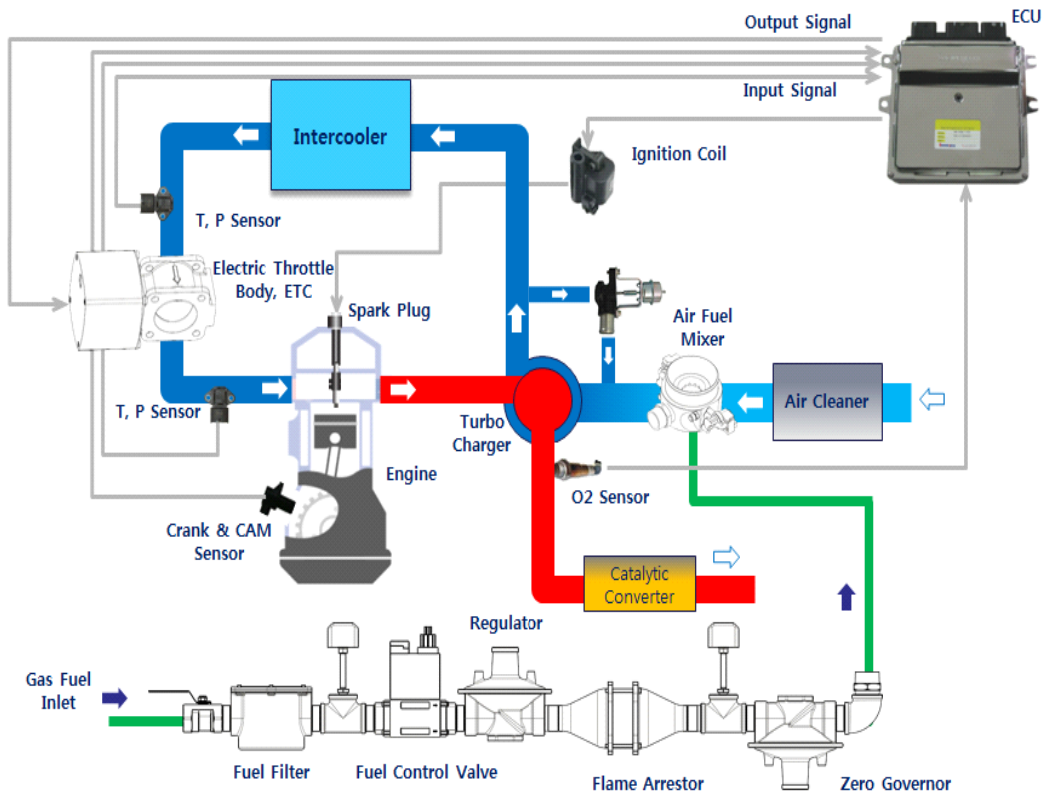 Output Signal
ECU
Input Signal
Intercooler
Ignition Coil
T, P Sensor
Electric Throttle
Body, ETC
Spark Plug
Air Fuel
Mixer
T, P Sensor
Air Cleaner
Turbo
Charger
Engine
O2 Sensor
Crank & CAM
Sensor
Catalytic
Converter
Regulator
Gas Fuel
Inlet
Fuel Filter
Fuel Control Valve
Flame Arrestor
Zero Governor